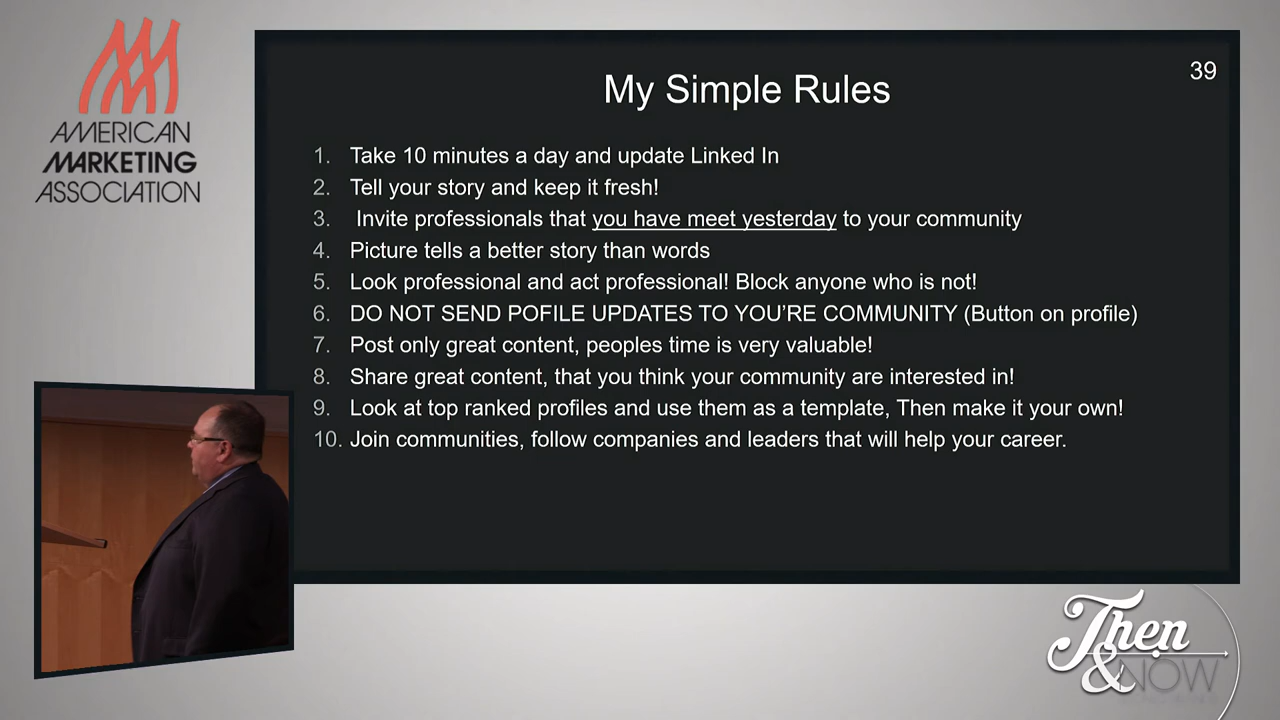 AMERICAN
MARKETING
ASSOCIATION
39
My Simple Rules
1. Take 10 minutes a day and update Linked In
2. Tell your story and keep it fresh!
3. Invite professionals that you have meet yesterday to your community
4. Picture tells a better story than words
5. Look professional and act professional! Block anyone who is not!
6. DO NOT SEND POFILE UPDATES TO YOU'RE COMMUNITY (Button on profile)
7. Post only great content, peoples time is very valuable!
8. Share great content, that you think your community are interested in!
9. Look at top ranked profiles and use them as a template, Then make it your own!
10. Join communities, follow companies and leaders that will help your career.
Then
& NOW